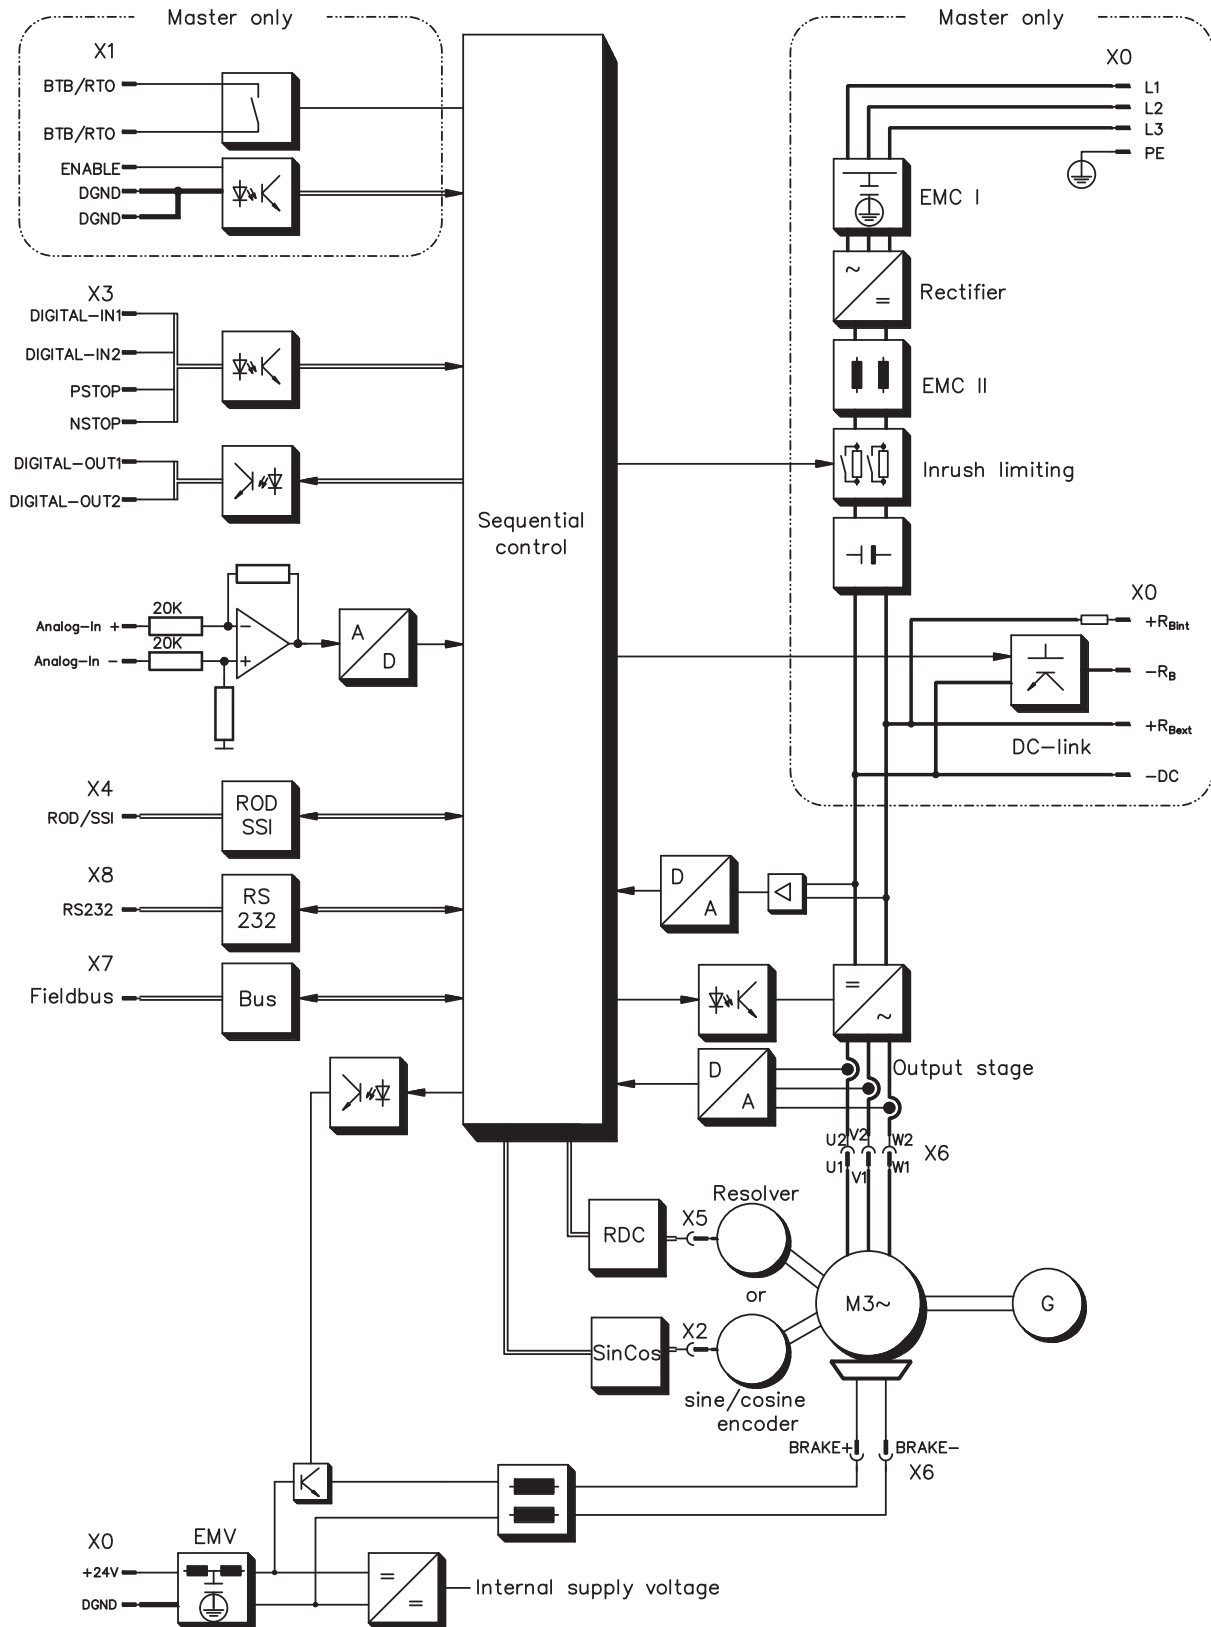 Master only
X1
BTB/RTO
BTB/RTO
ENABLE
DGND
DGND
X3
DIGITAL-IN1
DIGITAL-IN2
PSTOP
NSTOP
DIGITAL-OUT1
DIGITAL-OUT2
20K
Analog-In +
20K
Analog-In -
-
+
A
D
X4
ROD/SSI
ROD
SSI
X8
RS232
RS
232
X7
Fieldbus
Bus
Sequential
control
Master only
X0
L1
L2
L3
PE
EMC I
~
=
Rectifier
EMC II
Inrush limiting
X0
+RBint
-RB
+RBext
DC-link
-DC
D
A
=
~
Output stage
D
A
U2
V2
W2
X6
U1
V1
W1
Resolver
X5
RDC
or
M3~
G
X2
SinCos
sine/cosine
encoder
BRAKE+
BRAKE-
X6
X0
EMV
+24V
DGND
=
=
Internal supply voltage